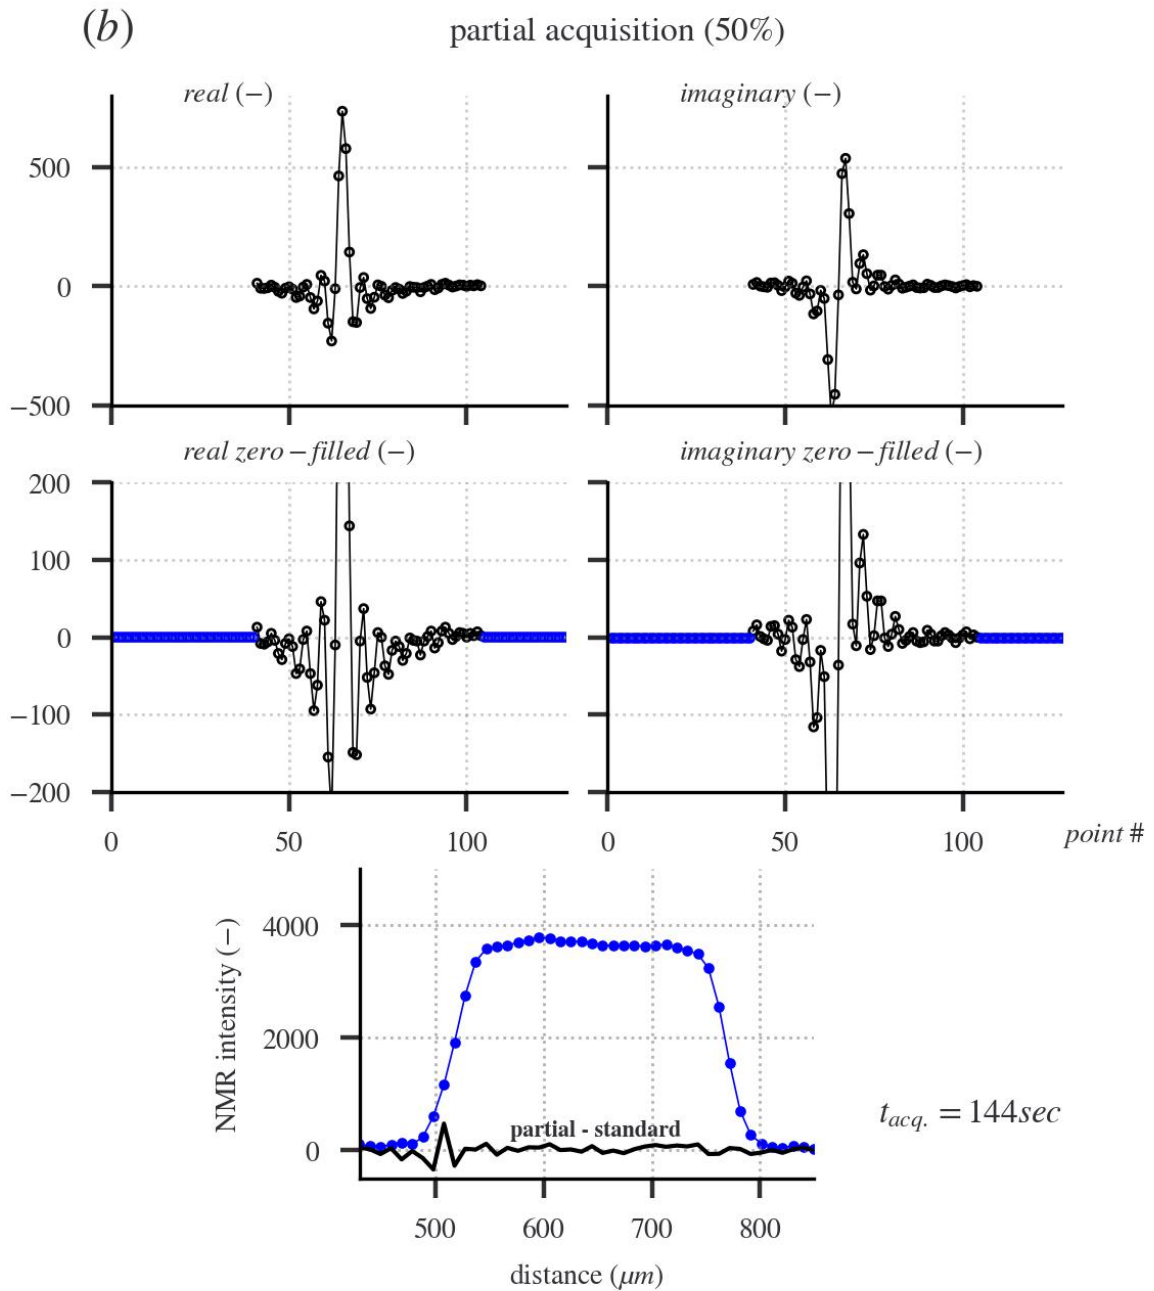 (b) partial acquisition (50%)
real (−) imaginary (−)
500
0
−500
real zero − filled (−) imaginary zero − filled (−)
200
100
0
−100
−200
0 50 100 0 50 100 point #
NMR intensity (−)
4000
2000
0
partial - standard
t_acq. = 144sec
500 600 700 800
distance (μm)